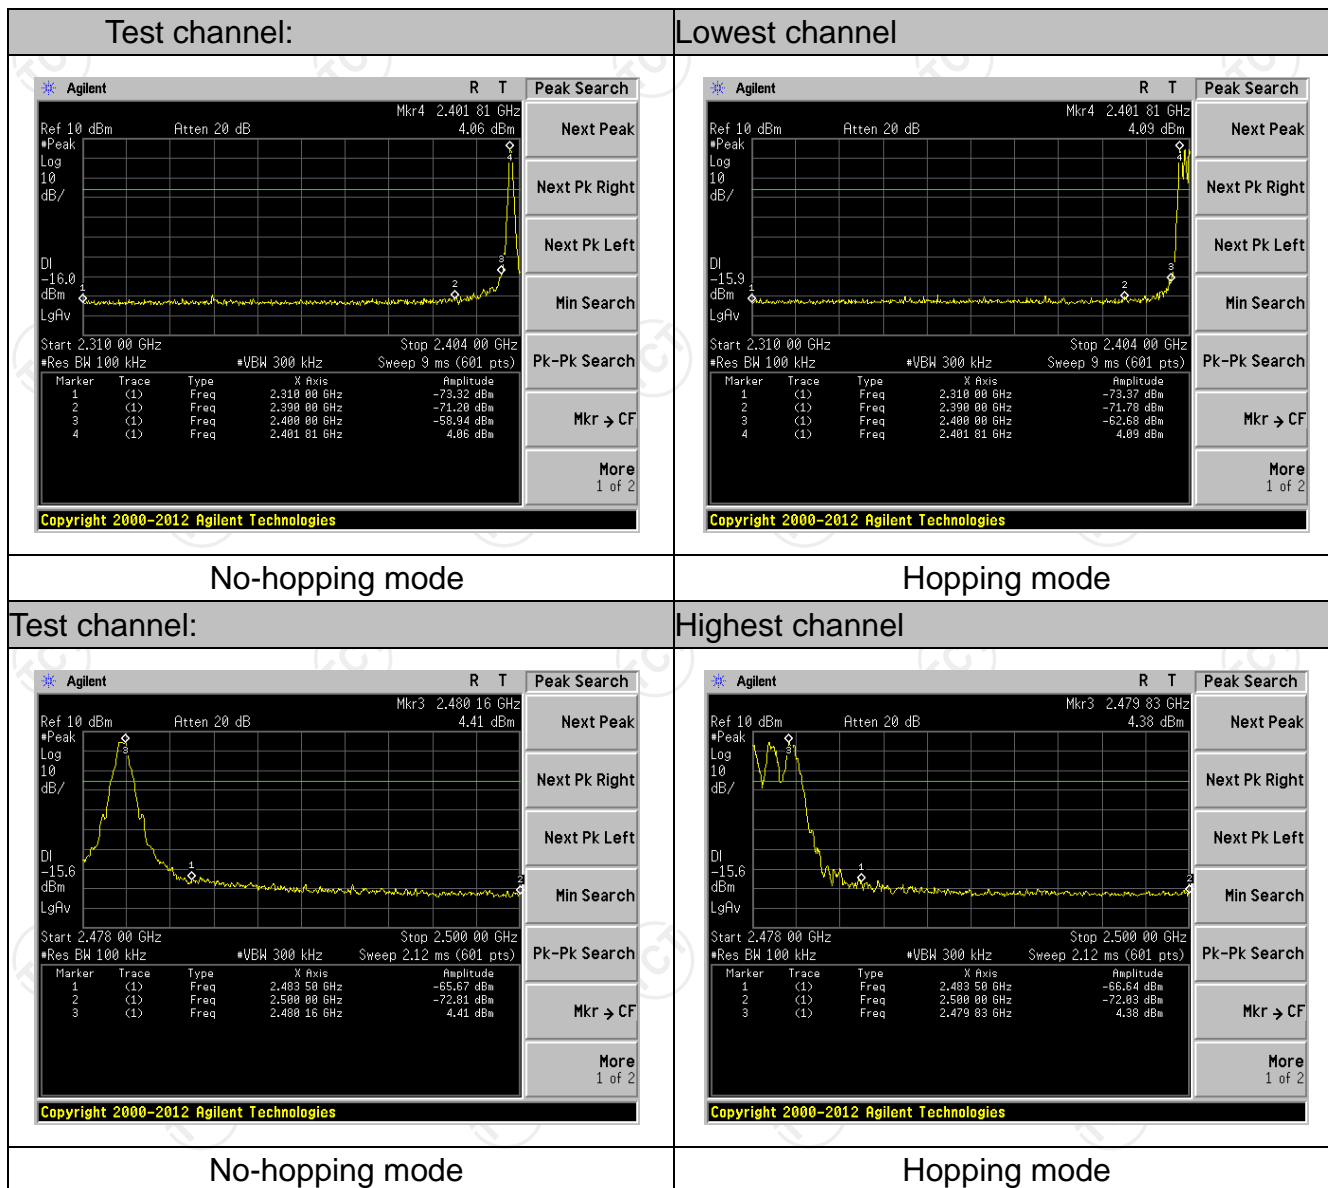 Test channel:
Lowest channel
Agilent
R T
Peak Search
Mkr4 2.401 81 GHz
Ref 10 dBm
Atten 20 dB
4.06 dBm
Next Peak
#Peak
Log
10
dB/
Next Pk Right
Next Pk Left
DI
-16.0
dBm
LgAv
Min Search
1
2
3
4
Start 2.310 00 GHz
Stop 2.404 00 GHz
#Res BW 100 kHz
#VBW 300 kHz
Sweep 9 ms (601 pts)
Pk-Pk Search
Marker Trace Type X Axis Amplitude
1 (1) Freq 2.310 00 GHz -73.32 dBm
2 (1) Freq 2.390 00 GHz -71.20 dBm
3 (1) Freq 2.400 00 GHz -58.94 dBm
4 (1) Freq 2.401 81 GHz 4.06 dBm
Mkr → CF
More
1 of 2
Copyright 2000-2012 Agilent Technologies
Agilent
R T
Peak Search
Mkr4 2.401 81 GHz
Ref 10 dBm
Atten 20 dB
4.09 dBm
Next Peak
#Peak
Log
10
dB/
Next Pk Right
Next Pk Left
DI
-15.9
dBm
LgAv
Min Search
1
2
3
4
Start 2.310 00 GHz
Stop 2.404 00 GHz
#Res BW 100 kHz
#VBW 300 kHz
Sweep 9 ms (601 pts)
Pk-Pk Search
Marker Trace Type X Axis Amplitude
1 (1) Freq 2.310 00 GHz -73.37 dBm
2 (1) Freq 2.390 00 GHz -71.78 dBm
3 (1) Freq 2.400 00 GHz -62.68 dBm
4 (1) Freq 2.401 81 GHz 4.09 dBm
Mkr → CF
More
1 of 2
Copyright 2000-2012 Agilent Technologies
No-hopping mode
Hopping mode
Test channel:
Highest channel
Agilent
R T
Peak Search
Mkr3 2.480 16 GHz
Ref 10 dBm
Atten 20 dB
4.41 dBm
Next Peak
#Peak
Log
10
dB/
Next Pk Right
Next Pk Left
DI
-15.6
dBm
LgAv
Min Search
3
1
2
Start 2.478 00 GHz
Stop 2.500 00 GHz
#Res BW 100 kHz
#VBW 300 kHz
Sweep 2.12 ms (601 pts)
Pk-Pk Search
Marker Trace Type X Axis Amplitude
1 (1) Freq 2.483 50 GHz -65.67 dBm
2 (1) Freq 2.500 00 GHz -72.81 dBm
3 (1) Freq 2.480 16 GHz 4.41 dBm
Mkr → CF
More
1 of 2
Copyright 2000-2012 Agilent Technologies
Agilent
R T
Peak Search
Mkr3 2.479 83 GHz
Ref 10 dBm
Atten 20 dB
4.38 dBm
Next Peak
#Peak
Log
10
dB/
Next Pk Right
Next Pk Left
DI
-15.6
dBm
LgAv
Min Search
3
1
2
Start 2.478 00 GHz
Stop 2.500 00 GHz
#Res BW 100 kHz
#VBW 300 kHz
Sweep 2.12 ms (601 pts)
Pk-Pk Search
Marker Trace Type X Axis Amplitude
1 (1) Freq 2.483 50 GHz -66.64 dBm
2 (1) Freq 2.500 00 GHz -72.03 dBm
3 (1) Freq 2.479 83 GHz 4.38 dBm
Mkr → CF
More
1 of 2
Copyright 2000-2012 Agilent Technologies
No-hopping mode
Hopping mode